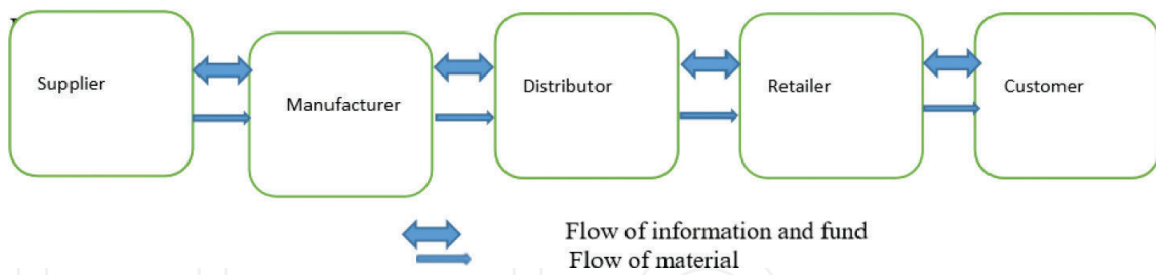 Supplier
Manufacturer
Distributor
Retailer
Customer
Flow of information and fund
Flow of material